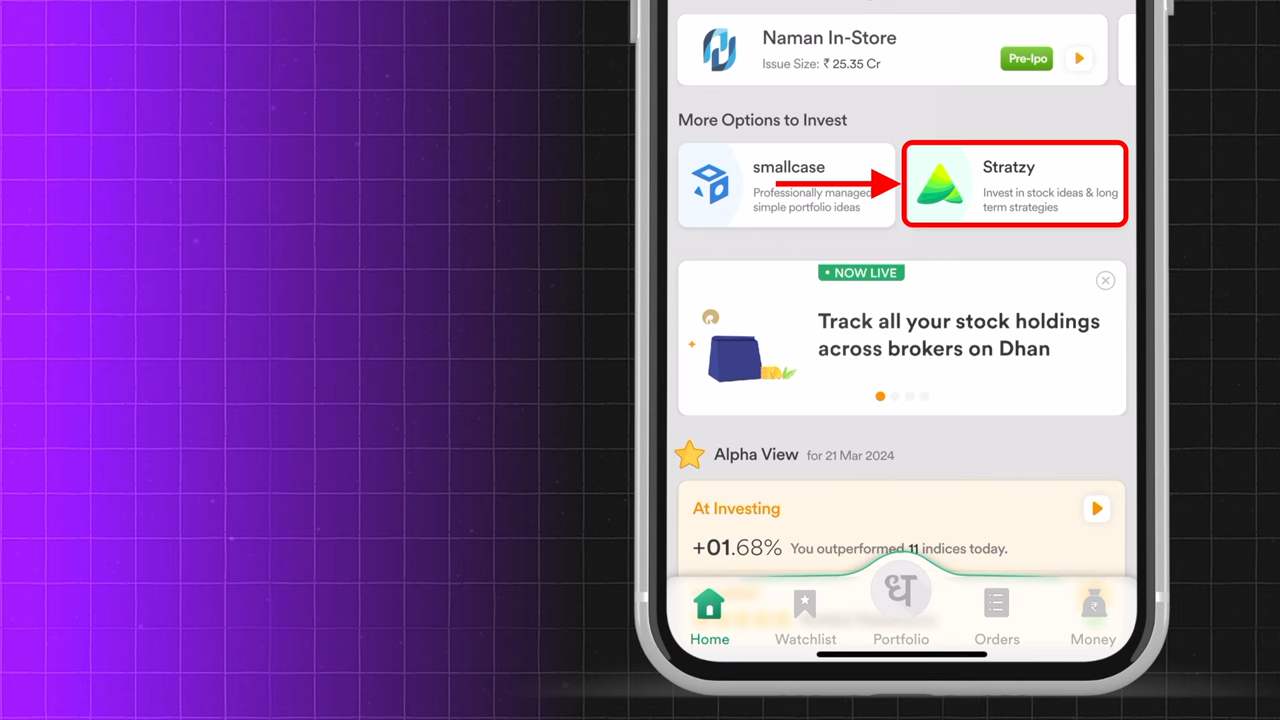 Naman In-Store
Issue Size: ₹ 25.35 Cr
Pre-Ipo
More Options to Invest
smallcase
Professionally managed
simple portfolio ideas
Stratzy
Invest in stock ideas & long
term strategies
• NOW LIVE
Track all your stock holdings
across brokers on Dhan
Alpha View for 21 Mar 2024
At Investing
+01.68% You outperformed 11 indices today.
ध
Home
Watchlist
Portfolio
Orders
Money